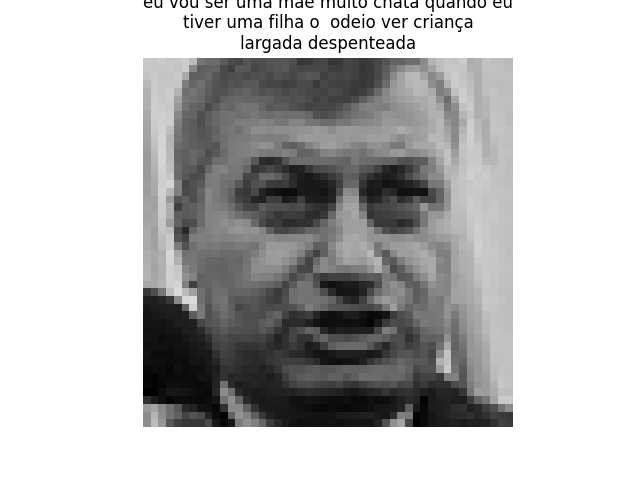 eu vou ser uma mãe muito chata quando eu
tiver uma filha o  odeio ver criança
largada despenteada